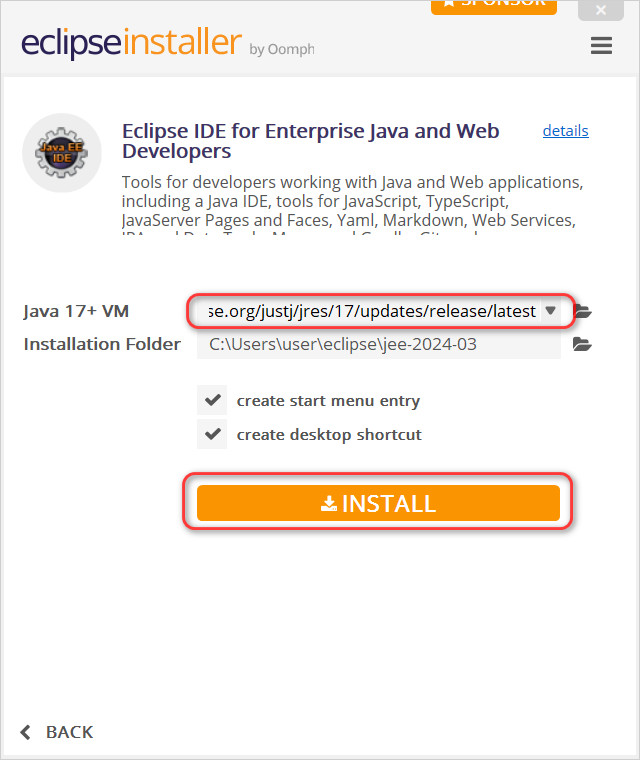 SPONSOR
eclipseinstaller by Oomph
Java EE
IDE
Eclipse IDE for Enterprise Java and Web
Developers
details
Tools for developers working with Java and Web applications,
including a Java IDE, tools for JavaScript, TypeScript,
JavaServer Pages and Faces, Yaml, Markdown, Web Services,
Java 17+ VM
se.org/justj/jres/17/updates/release/latest
Installation Folder
C:\Users\user\eclipse\jee-2024-03
create start menu entry
create desktop shortcut
INSTALL
BACK